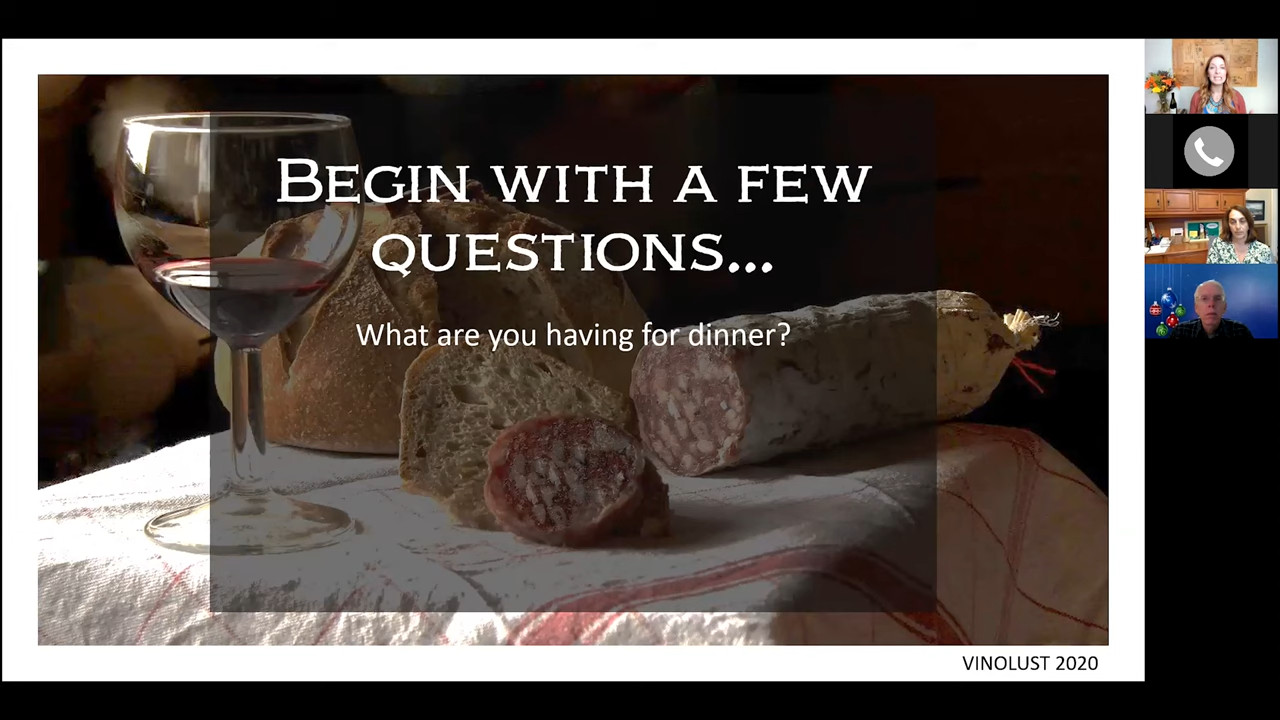 BEGIN WITH A FEW
QUESTIONS...
What are you having for dinner?
VINOLUST 2020